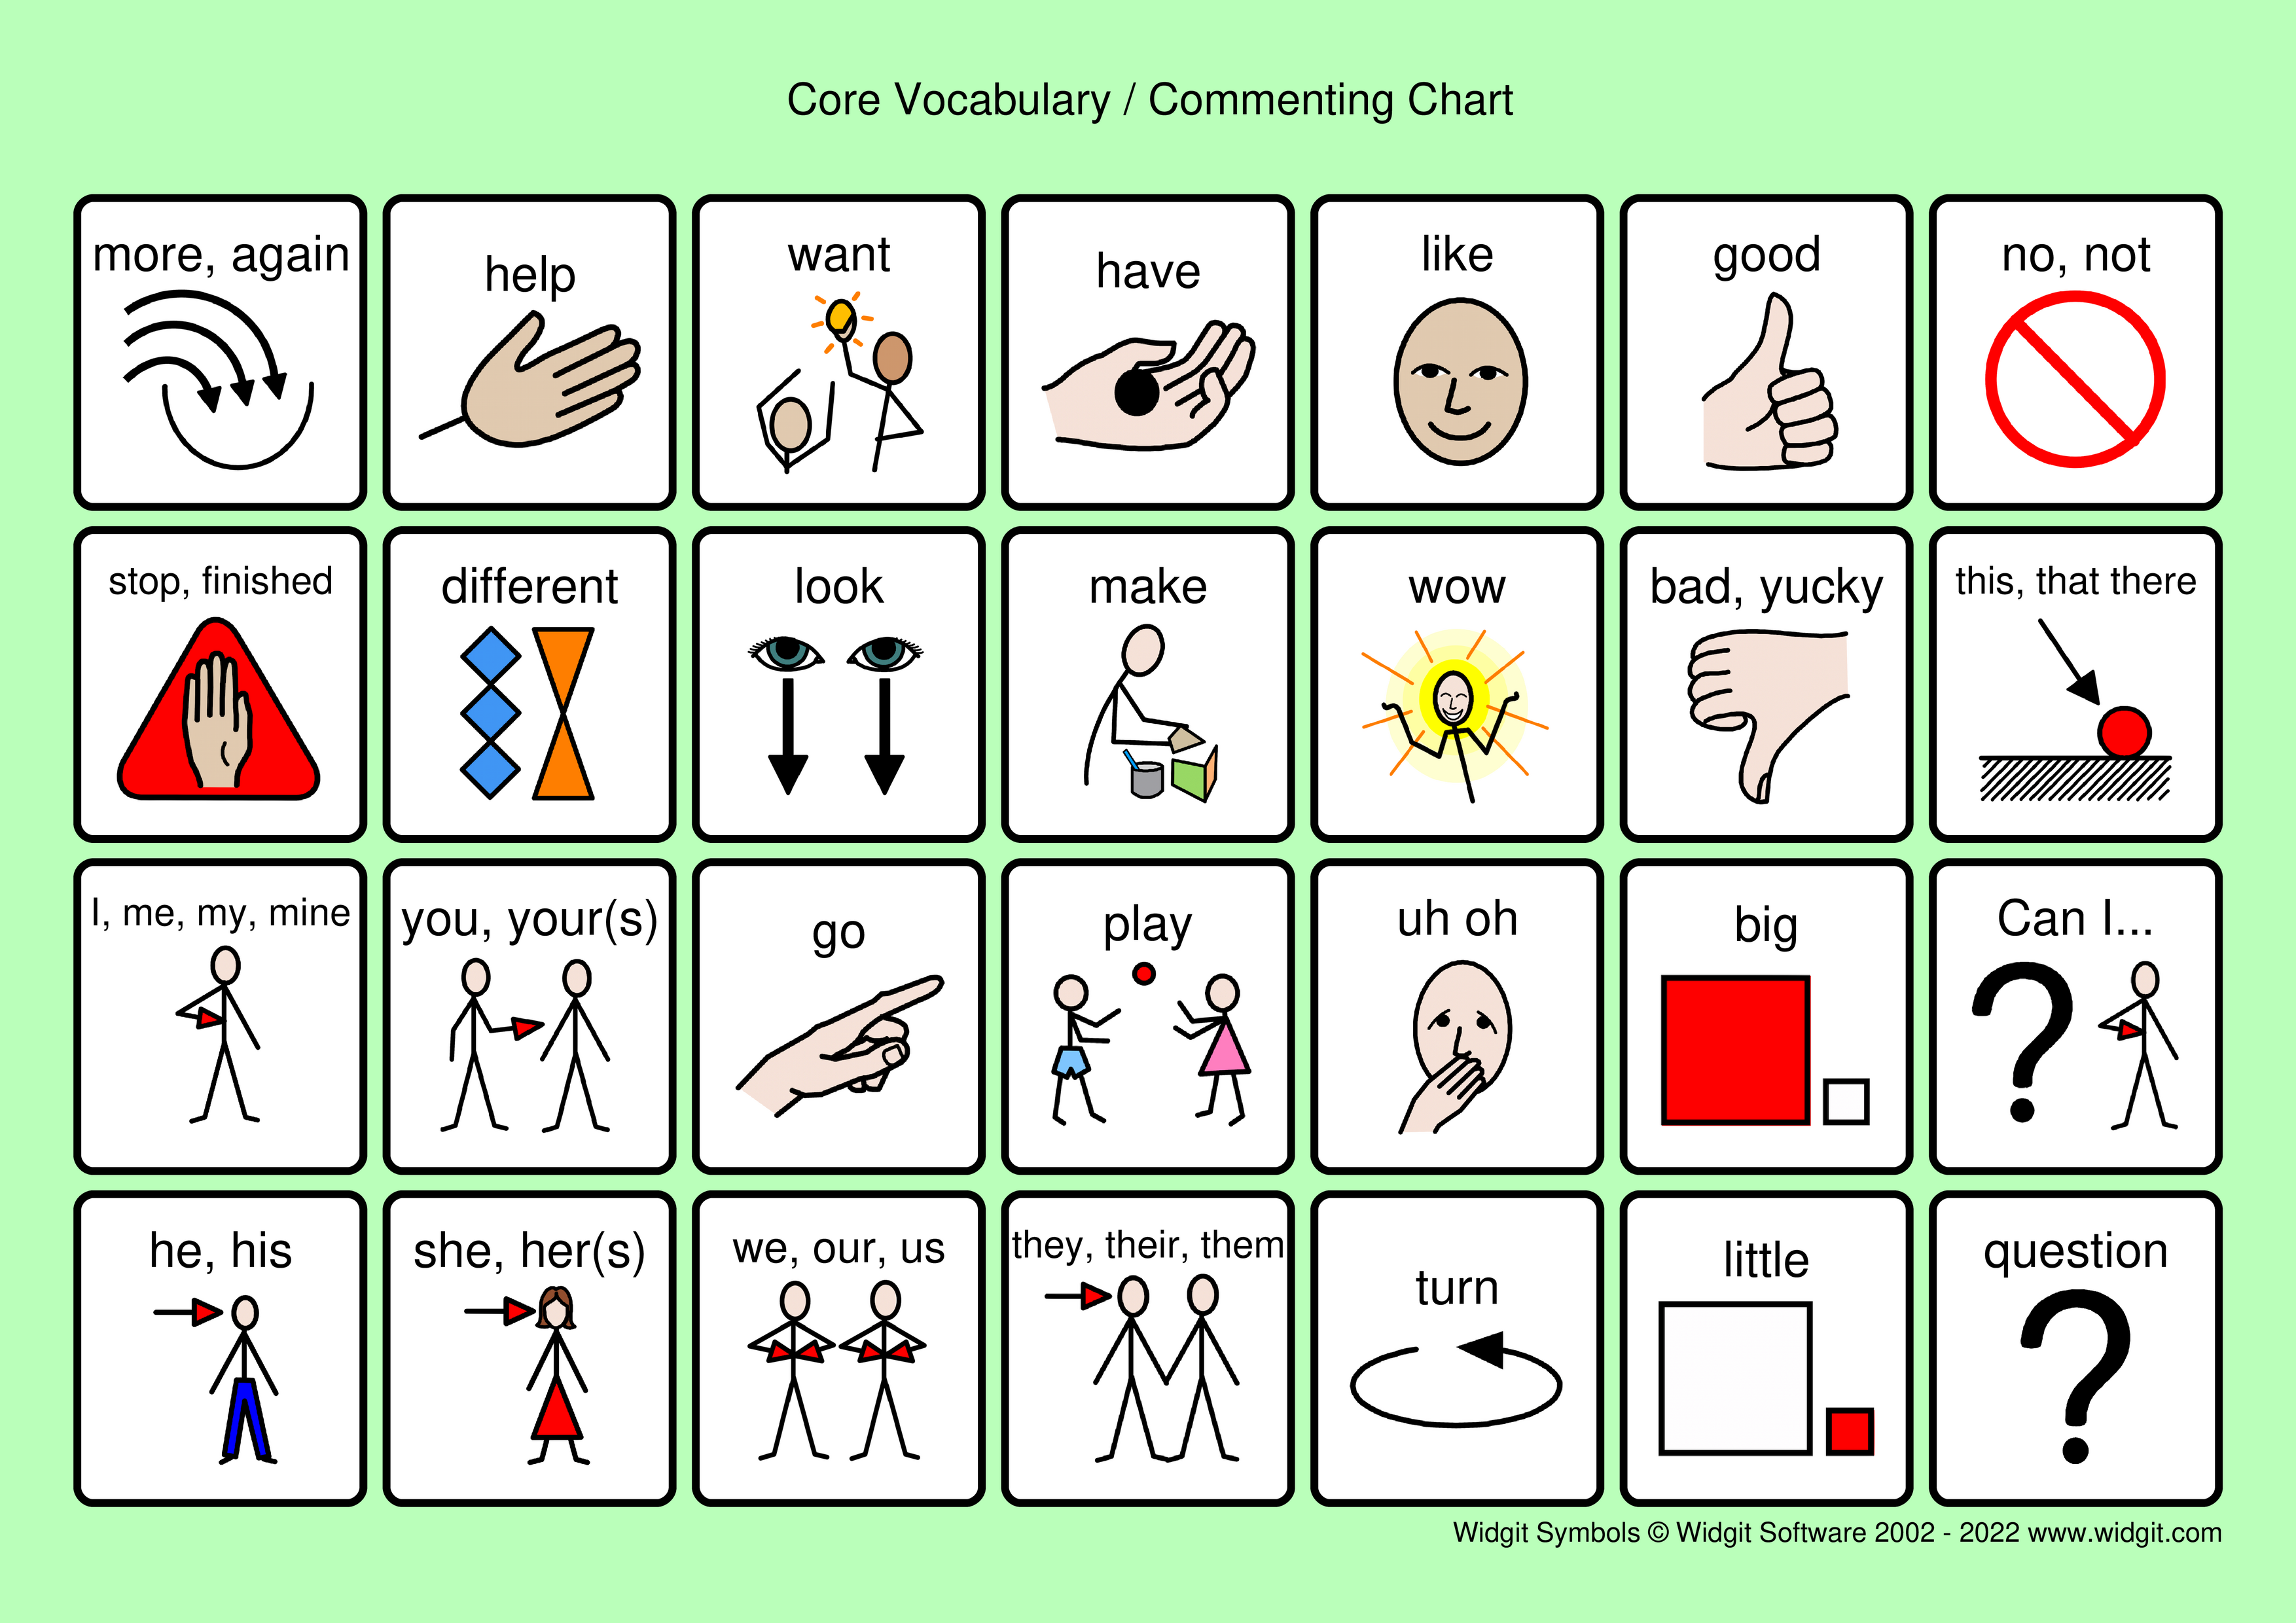 Core Vocabulary / Commenting Chart
more, again
help
want
have
like
good
no, not
stop, finished
different
look
make
wow
bad, yucky
this, that there
I, me, my, mine
you, your(s)
go
play
uh oh
big
Can I...
?
he, his
she, her(s)
we, our, us
they, their, them
turn
little
question
?
Widgit Symbols © Widgit Software 2002 - 2022 www.widgit.com